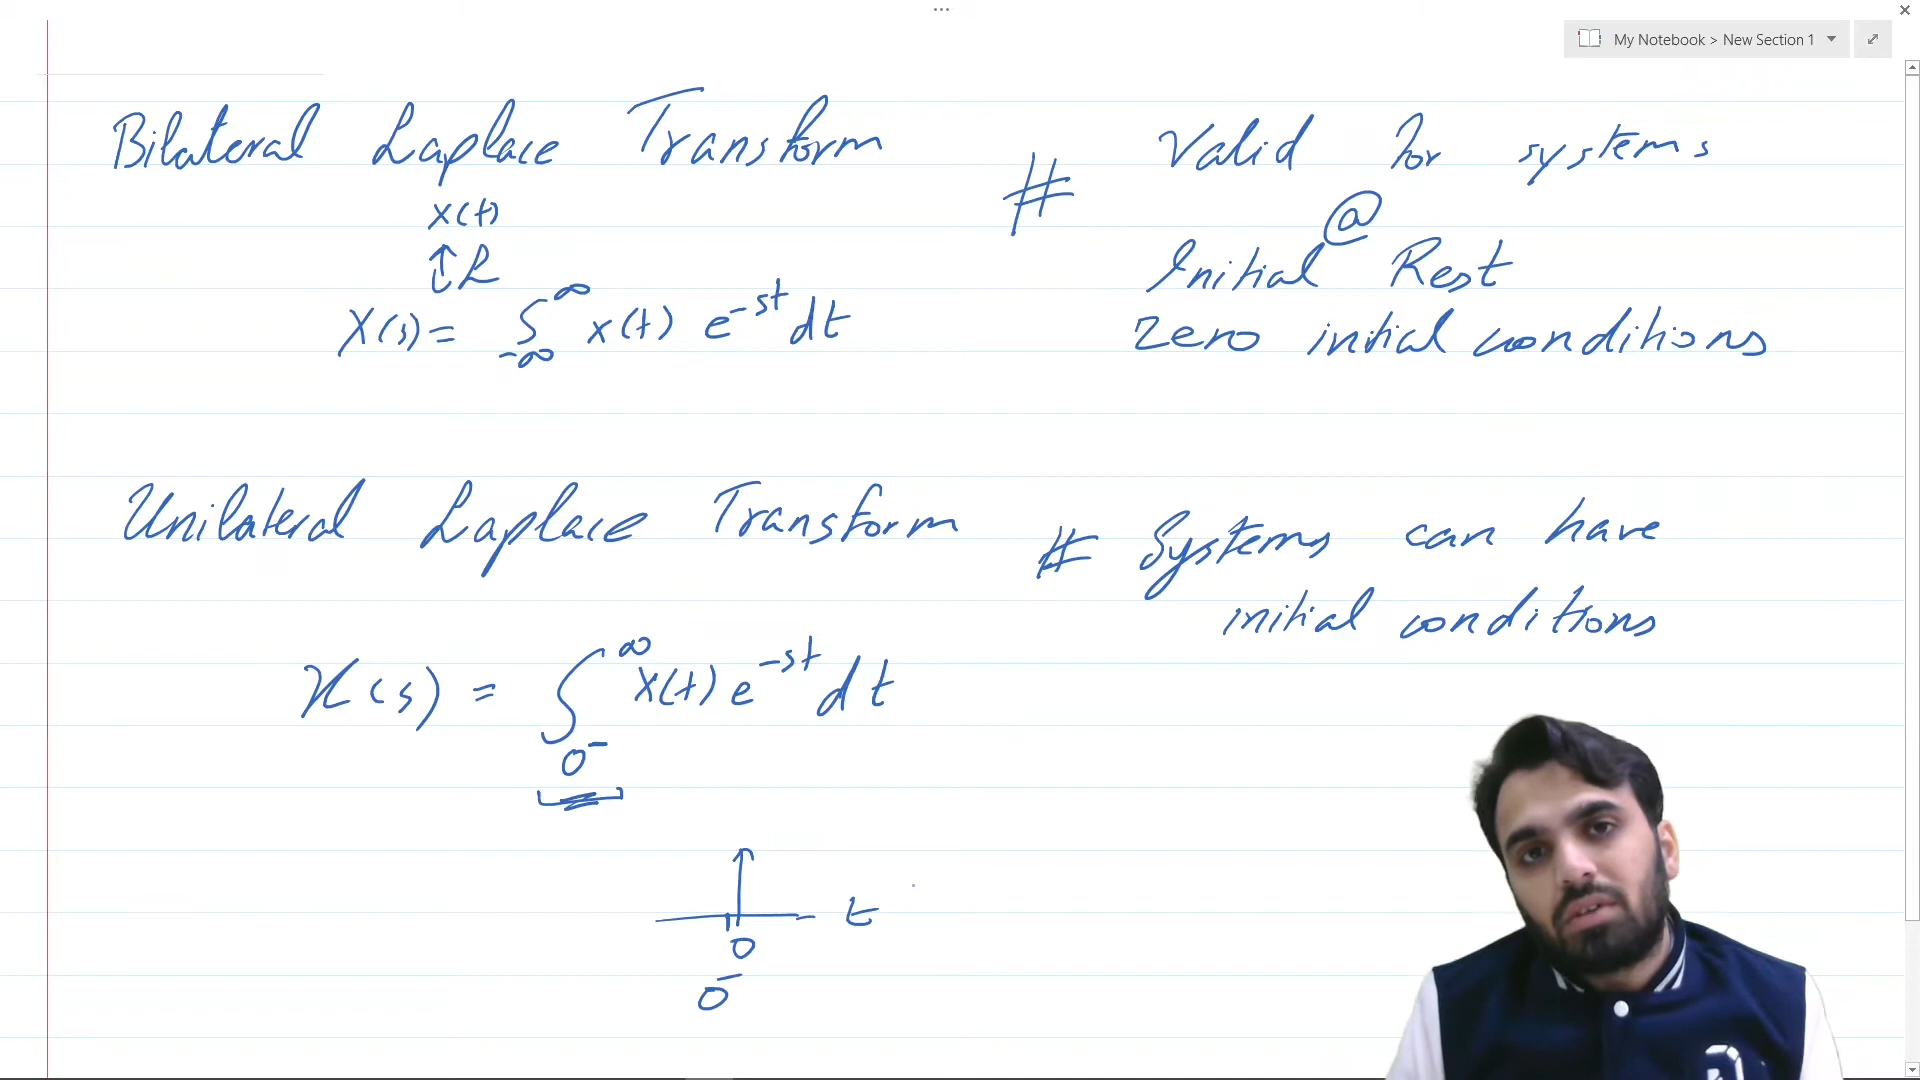 My Notebook > New Section 1
Bilateral Laplace Transform
x(t)
↕ L
X(s) = ∫_{-∞}^{∞} x(t) e^{-st} dt
# Valid for systems
@
Initial Rest
Zero initial conditions
Unilateral Laplace Transform
# Systems can have
initial conditions
X(s) = ∫_{0⁻}^{∞} x(t) e^{-st} dt
t
0
0⁻